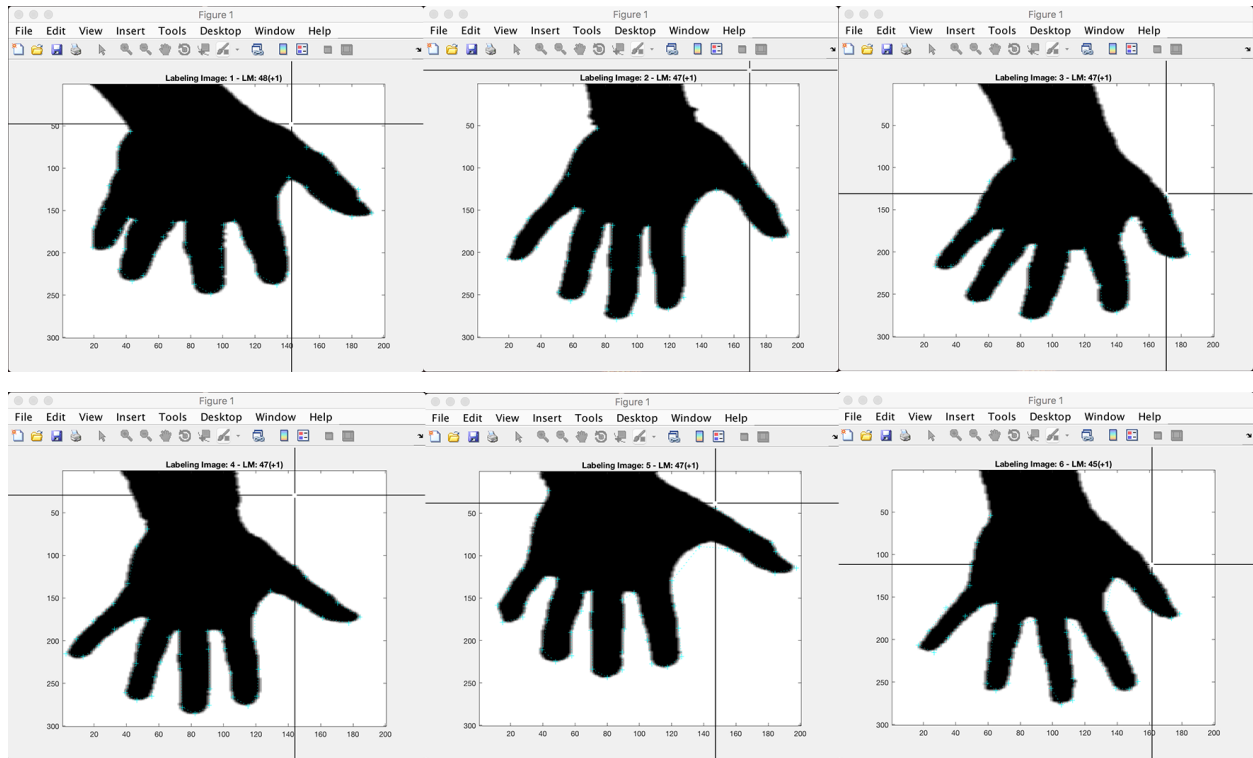 Figure 1
File Edit View Insert Tools Desktop Window Help
Labeling Image: 1 - LM: 48(+1)
50
100
150
200
250
300
20 40 60 80 100 120 140 160 180 200
Figure 1
File Edit View Insert Tools Desktop Window Help
Labeling Image: 2 - LM: 47(+1)
50
100
150
200
250
300
20 40 60 80 100 120 140 160 180 200
Figure 1
File Edit View Insert Tools Desktop Window Help
Labeling Image: 3 - LM: 47(+1)
50
100
150
200
250
300
20 40 60 80 100 120 140 160 180 200
Figure 1
File Edit View Insert Tools Desktop Window Help
Labeling Image: 4 - LM: 47(+1)
50
100
150
200
250
300
20 40 60 80 100 120 140 160 180 200
Figure 1
File Edit View Insert Tools Desktop Window Help
Labeling Image: 5 - LM: 47(+1)
50
100
150
200
250
300
20 40 60 80 100 120 140 160 180 200
Figure 1
File Edit View Insert Tools Desktop Window Help
Labeling Image: 6 - LM: 45(+1)
50
100
150
200
250
300
20 40 60 80 100 120 140 160 180 200